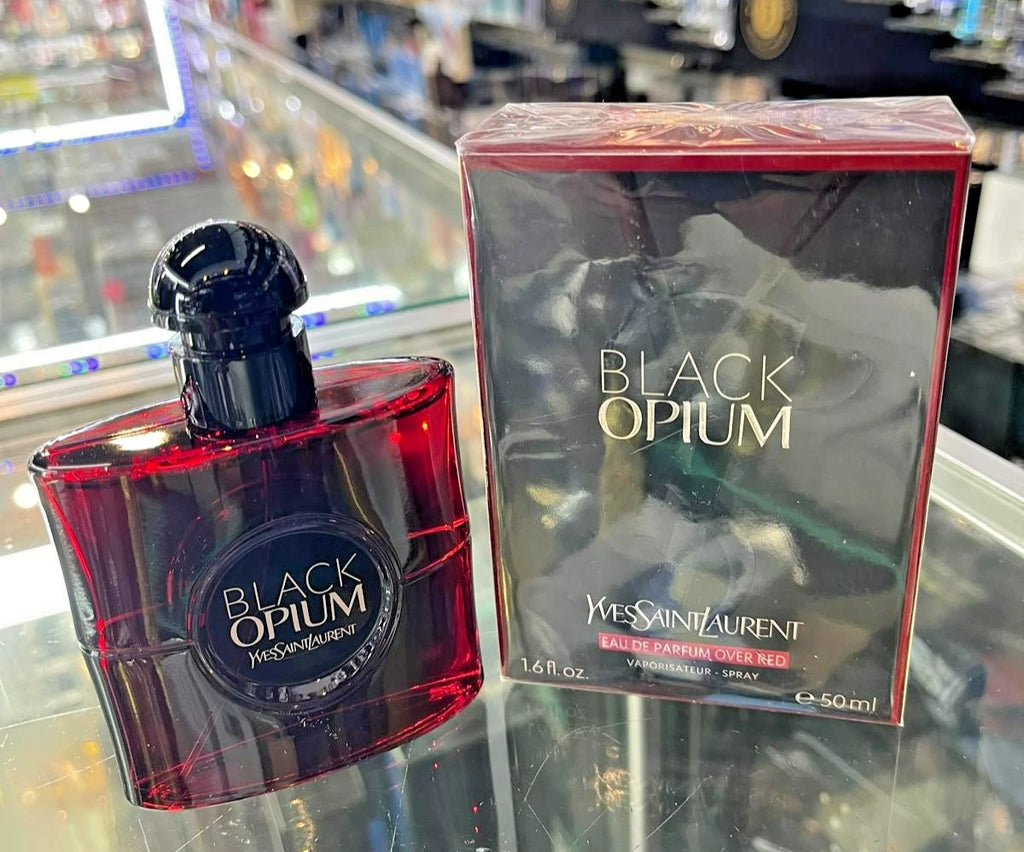 BLACK
OPIUM
YVESSAINTLAURENT
BLACK
OPIUM
YVESSAINTLAURENT
EAU DE PARFUM OVER RED
VAPORISATEUR - SPRAY
1.6 fl. oz.
℮ 50 ml